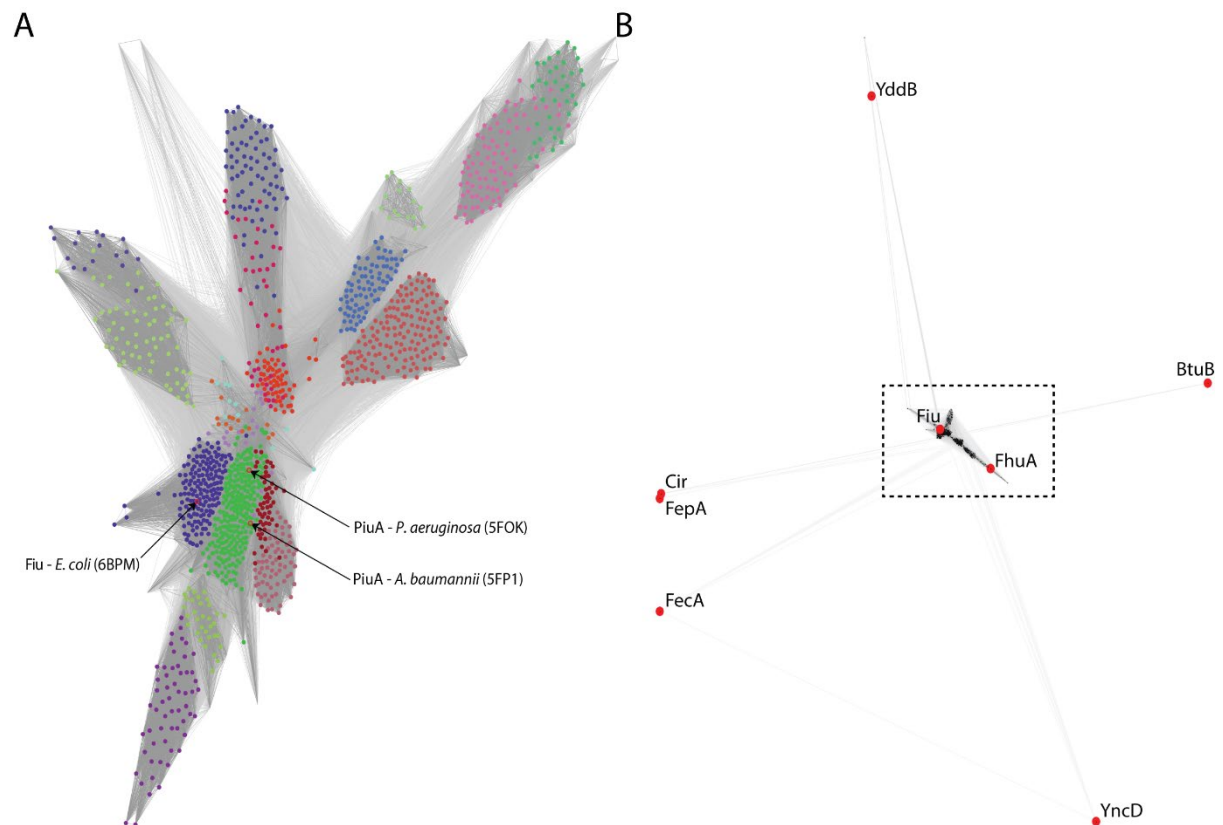 A
B
YddB
BtuB
Fiu
FhuA
Cir
FepA
PiuA - P. aeruginosa (5FOK)
Fiu - E. coli (6BPM)
PiuA - A. baumannii (5FP1)
FecA
YncD